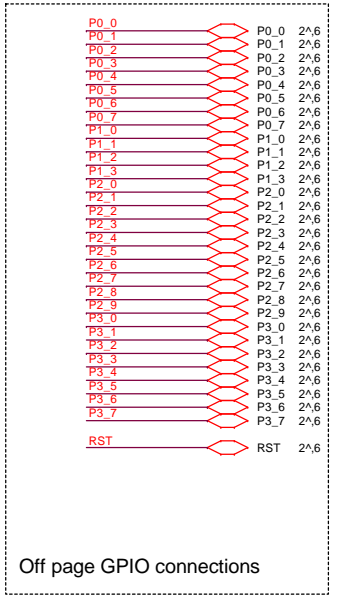 P0_0 P0_0 2^,6
P0_1 P0_1 2^,6
P0_2 P0_2 2^,6
P0_3 P0_3 2^,6
P0_4 P0_4 2^,6
P0_5 P0_5 2^,6
P0_6 P0_6 2^,6
P0_7 P0_7 2^,6
P1_0 P1_0 2^,6
P1_1 P1_1 2^,6
P1_2 P1_2 2^,6
P1_3 P1_3 2^,6
P2_0 P2_0 2^,6
P2_1 P2_1 2^,6
P2_2 P2_2 2^,6
P2_3 P2_3 2^,6
P2_4 P2_4 2^,6
P2_5 P2_5 2^,6
P2_6 P2_6 2^,6
P2_7 P2_7 2^,6
P2_8 P2_8 2^,6
P2_9 P2_9 2^,6
P3_0 P3_0 2^,6
P3_1 P3_1 2^,6
P3_2 P3_2 2^,6
P3_3 P3_3 2^,6
P3_4 P3_4 2^,6
P3_5 P3_5 2^,6
P3_6 P3_6 2^,6
P3_7 P3_7 2^,6
RST RST 2^,6
Off page GPIO connections